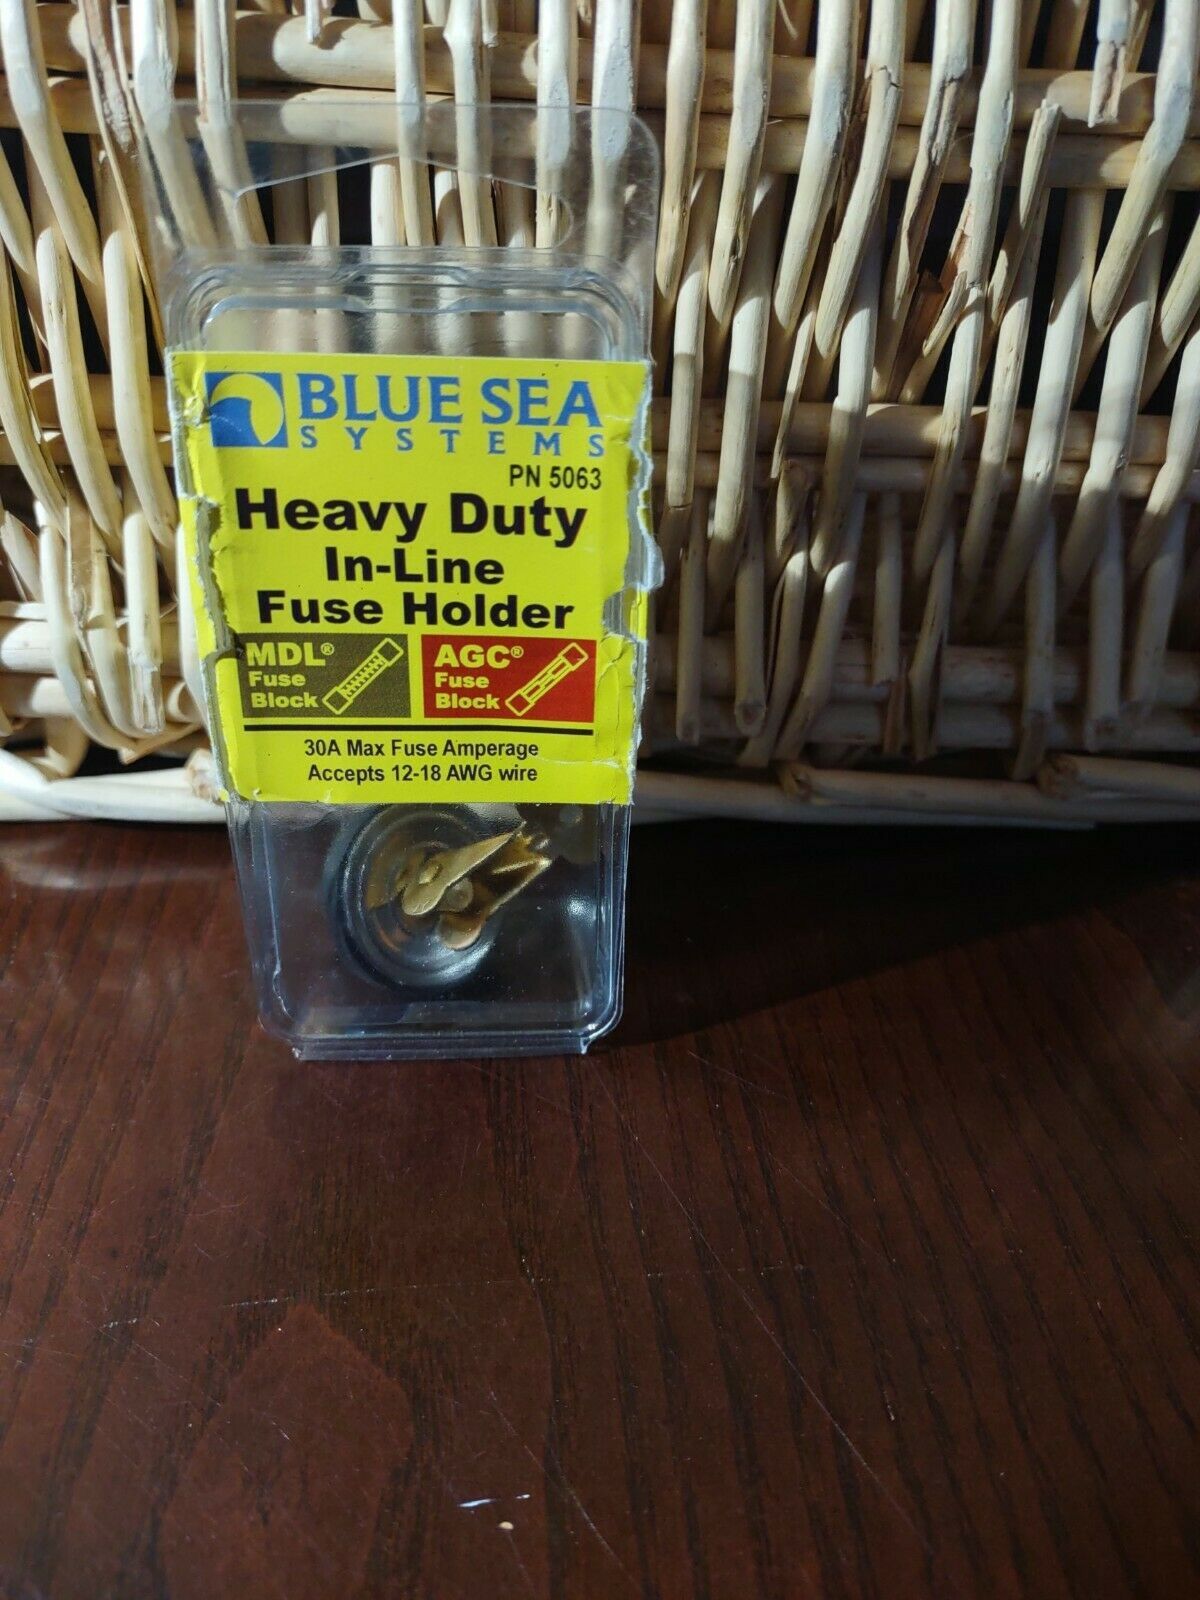 BLUE SEA
SYSTEMS
PN 5063
Heavy Duty
In-Line
Fuse Holder
MDL® Fuse Block
AGC® Fuse Block
30A Max Fuse Amperage
Accepts 12-18 AWG wire